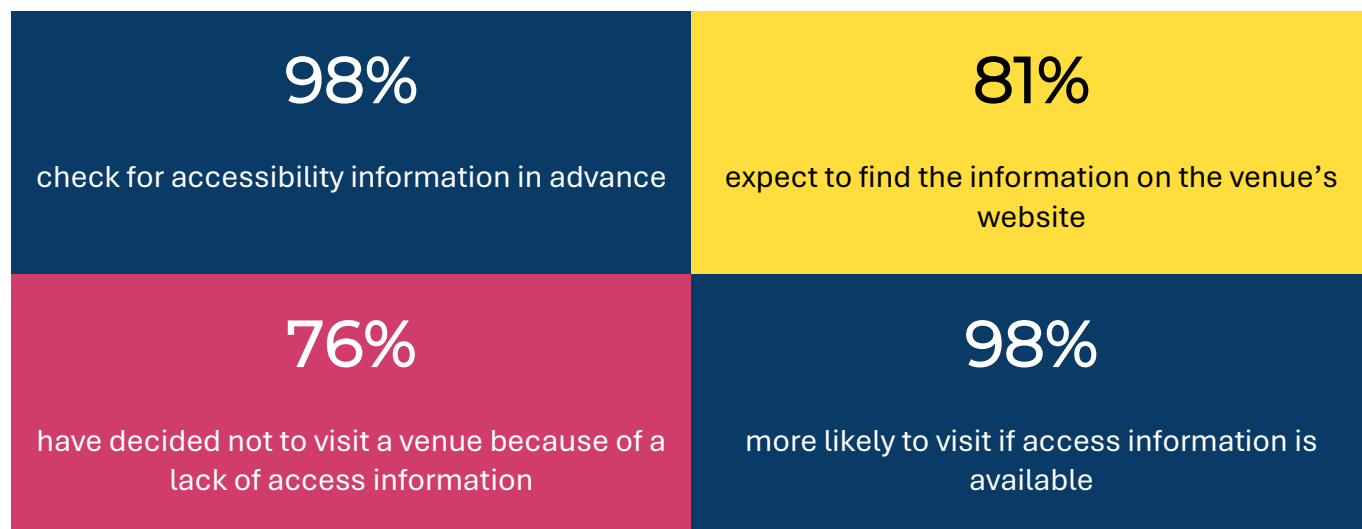 98%
check for accessibility information in advance
81%
expect to find the information on the venue’s
website
76%
have decided not to visit a venue because of a
lack of access information
98%
more likely to visit if access information is
available